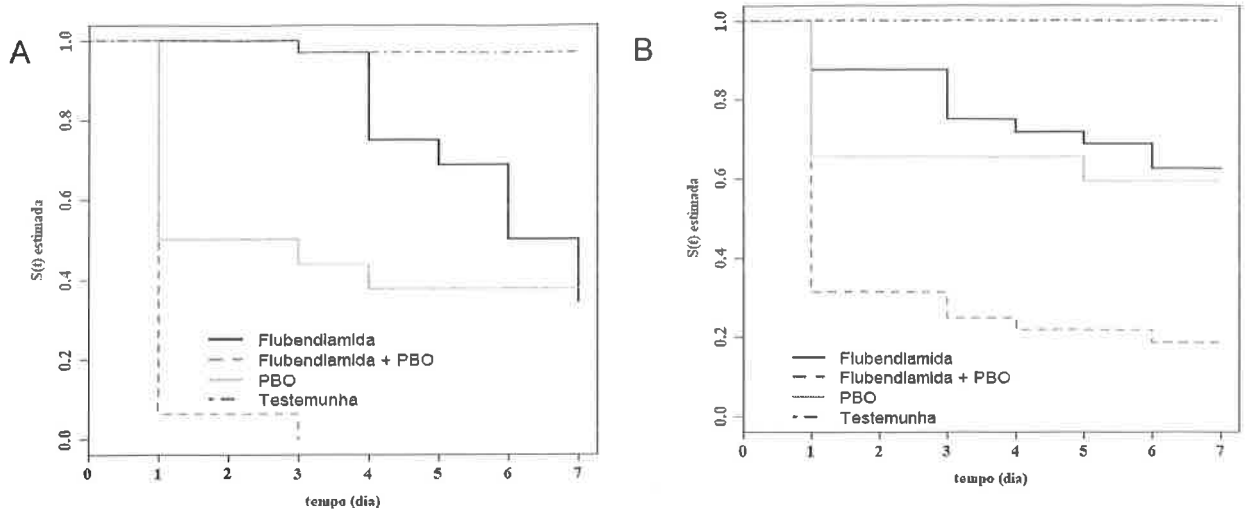 A
S(t) estimada
1.0
0.8
0.6
0.4
0.2
0.0
Flubendiamida
Flubendiamida + PBO
PBO
Testemunha
0 1 2 3 4 5 6 7
tempo (dia)
B
S(t) estimada
1.0
0.8
0.6
0.4
0.2
0.0
Flubendiamida
Flubendiamida + PBO
PBO
Testemunha
0 1 2 3 4 5 6 7
tempo (dia)